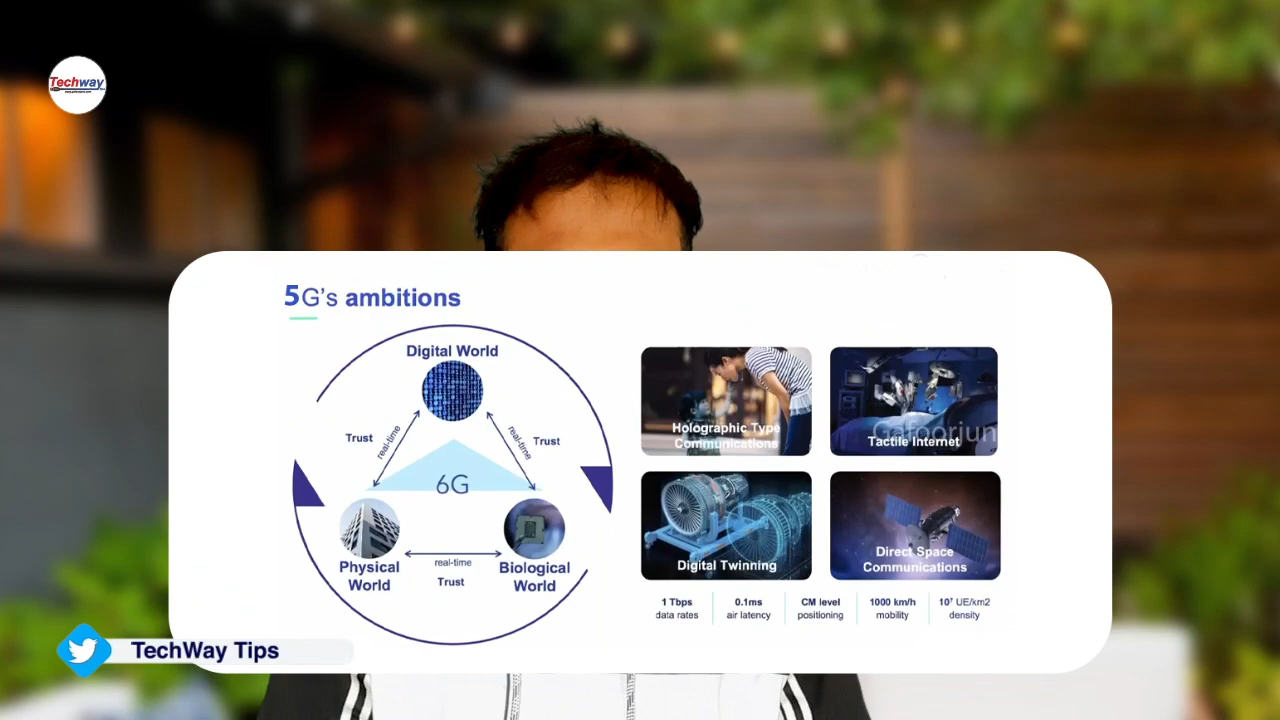 Techway
5G's ambitions
Digital World
Trust
real-time
real-time
Trust
6G
Physical
World
real-time
Trust
Biological
World
Holographic Type
Communications
Tactile Internet
Digital Twinning
Direct Space
Communications
1 Tbps
data rates
0.1ms
air latency
CM level
positioning
1000 km/h
mobility
10⁷ UE/km2
density
TechWay Tips